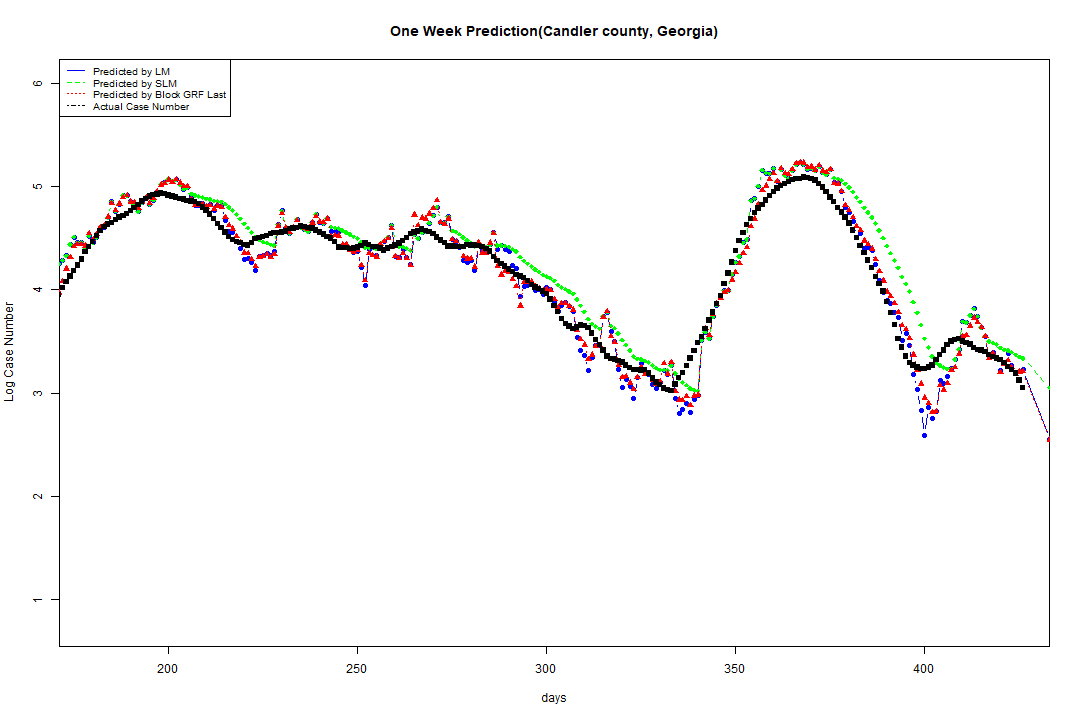 One Week Prediction(Candler county, Georgia)
Predicted by LM
Predicted by SLM
Predicted by Block GRF Last
Actual Case Number
6
5
4
3
2
1
Log Case Number
200 250 300 350 400
days